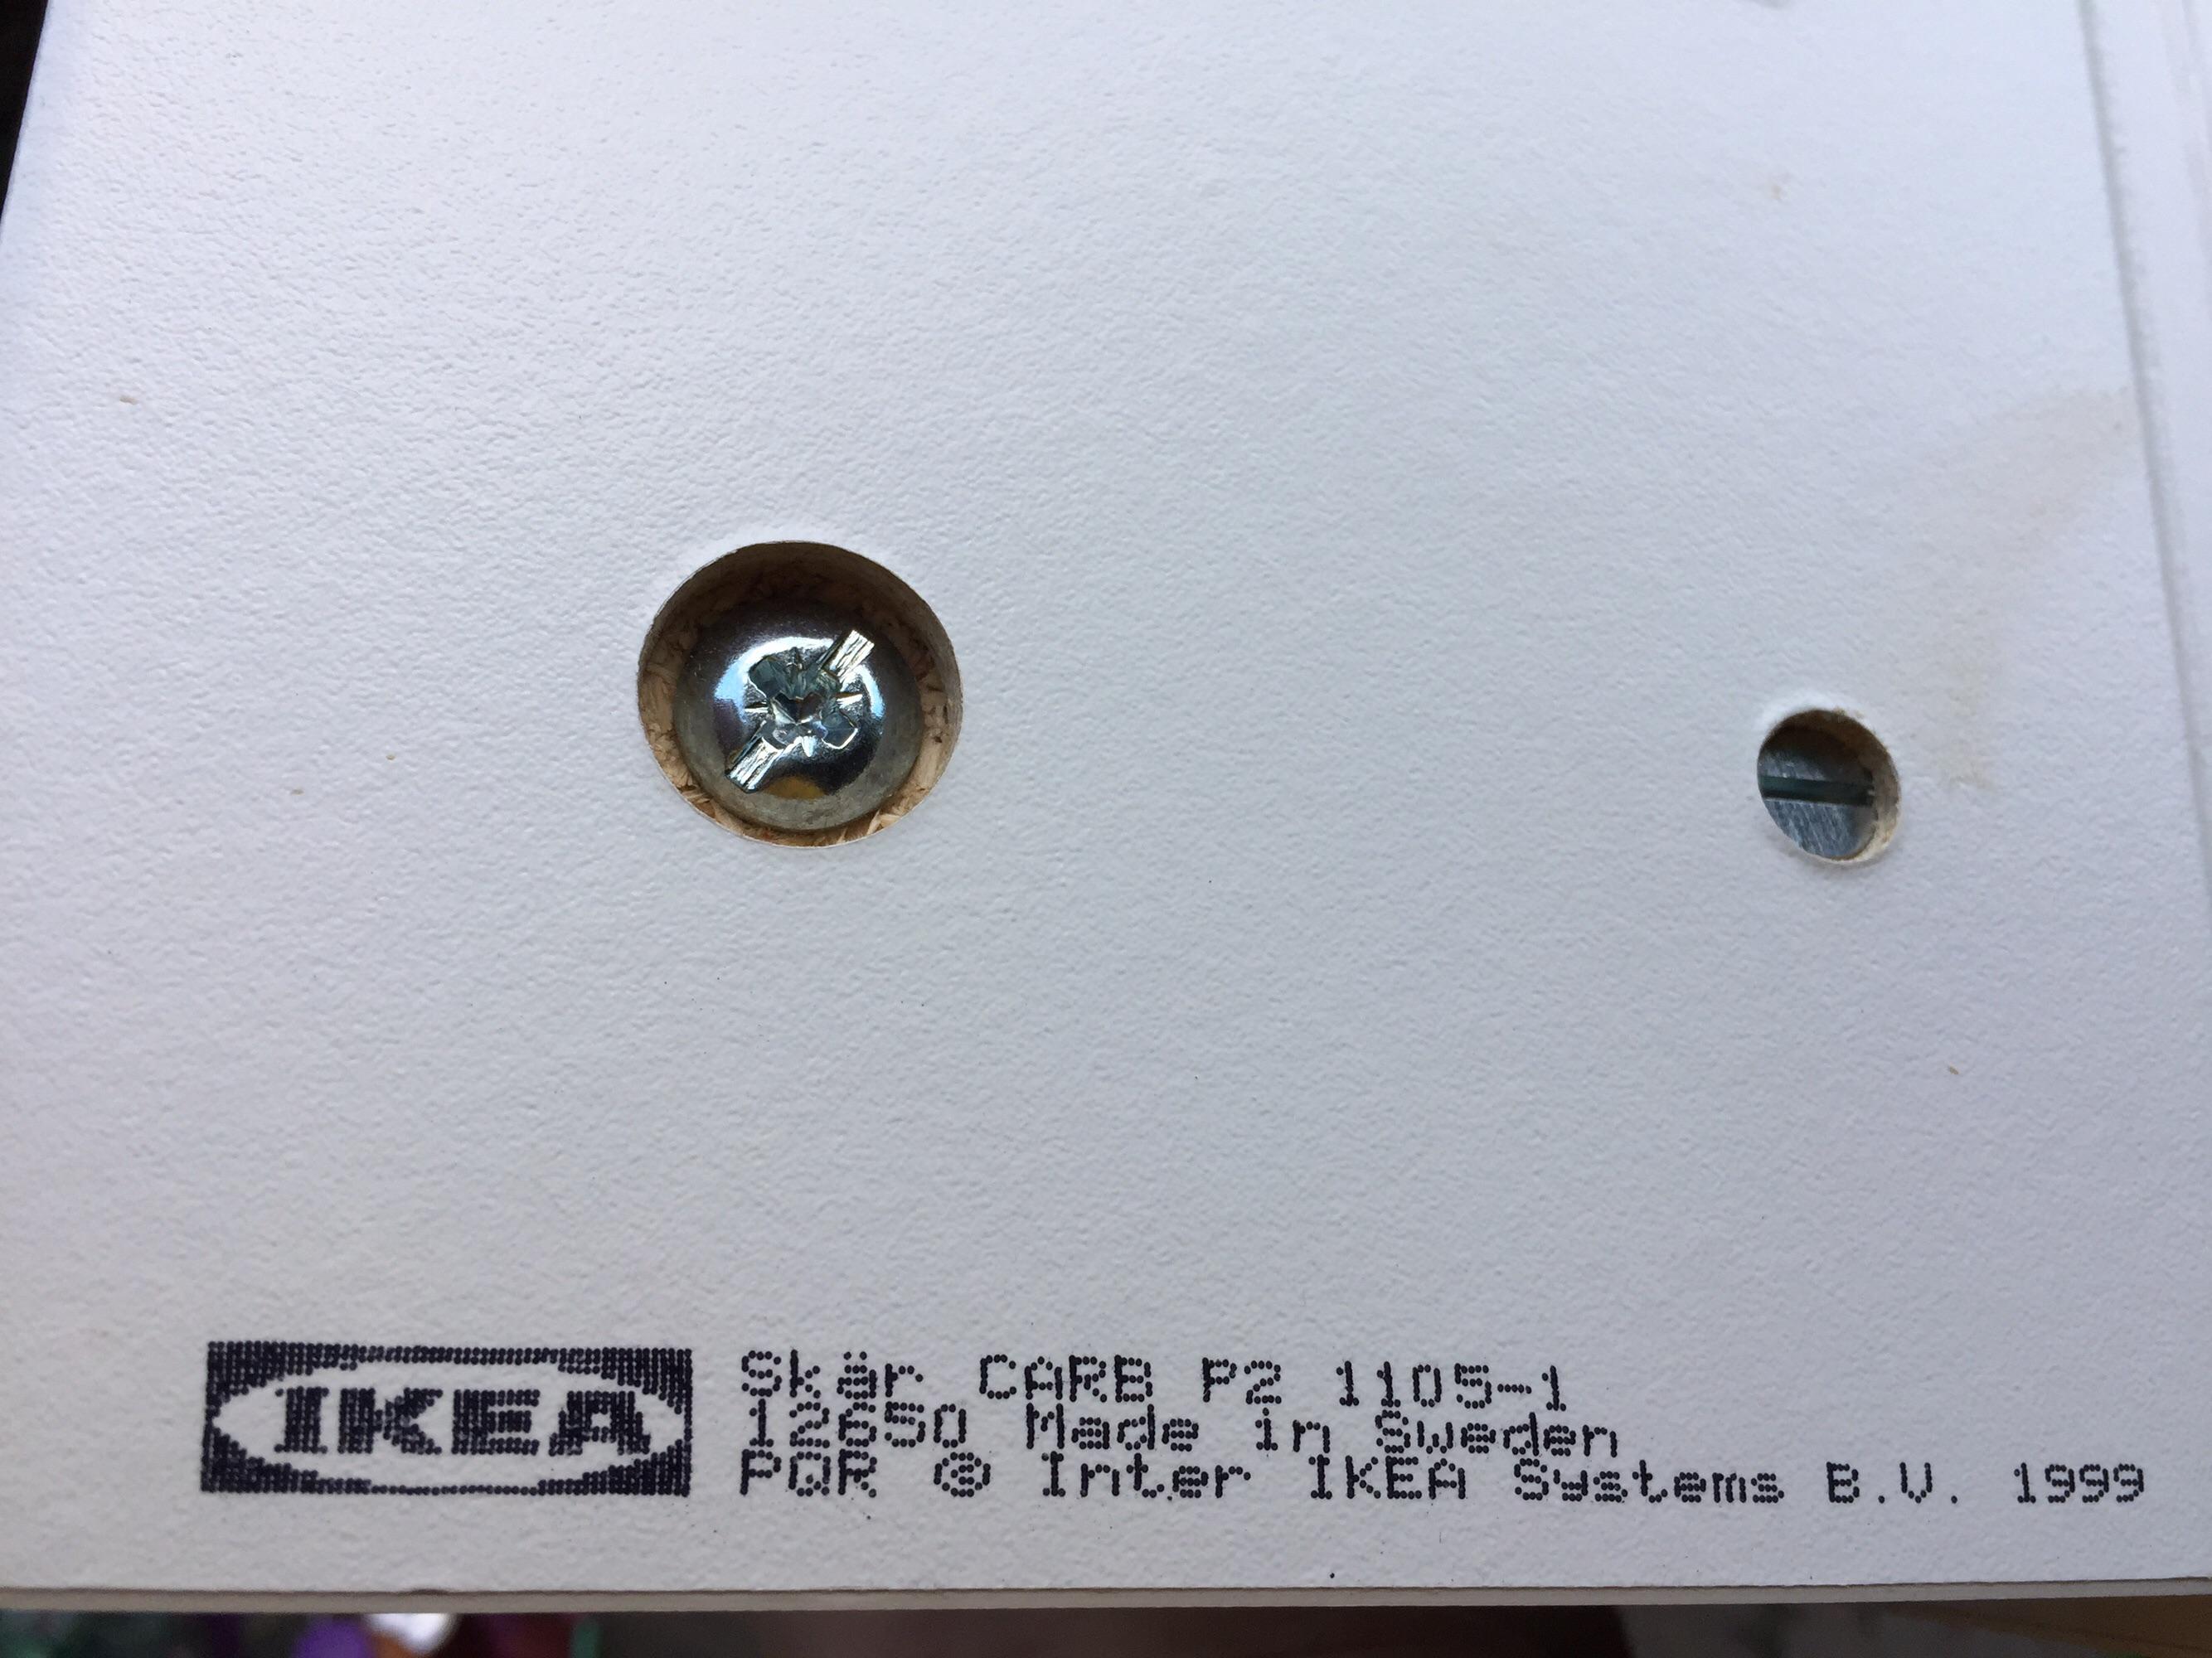 IKEA
Skär CARB P2 1105-1
12650 Made in Sweden
PQR © Inter IKEA Systems B.V. 1999